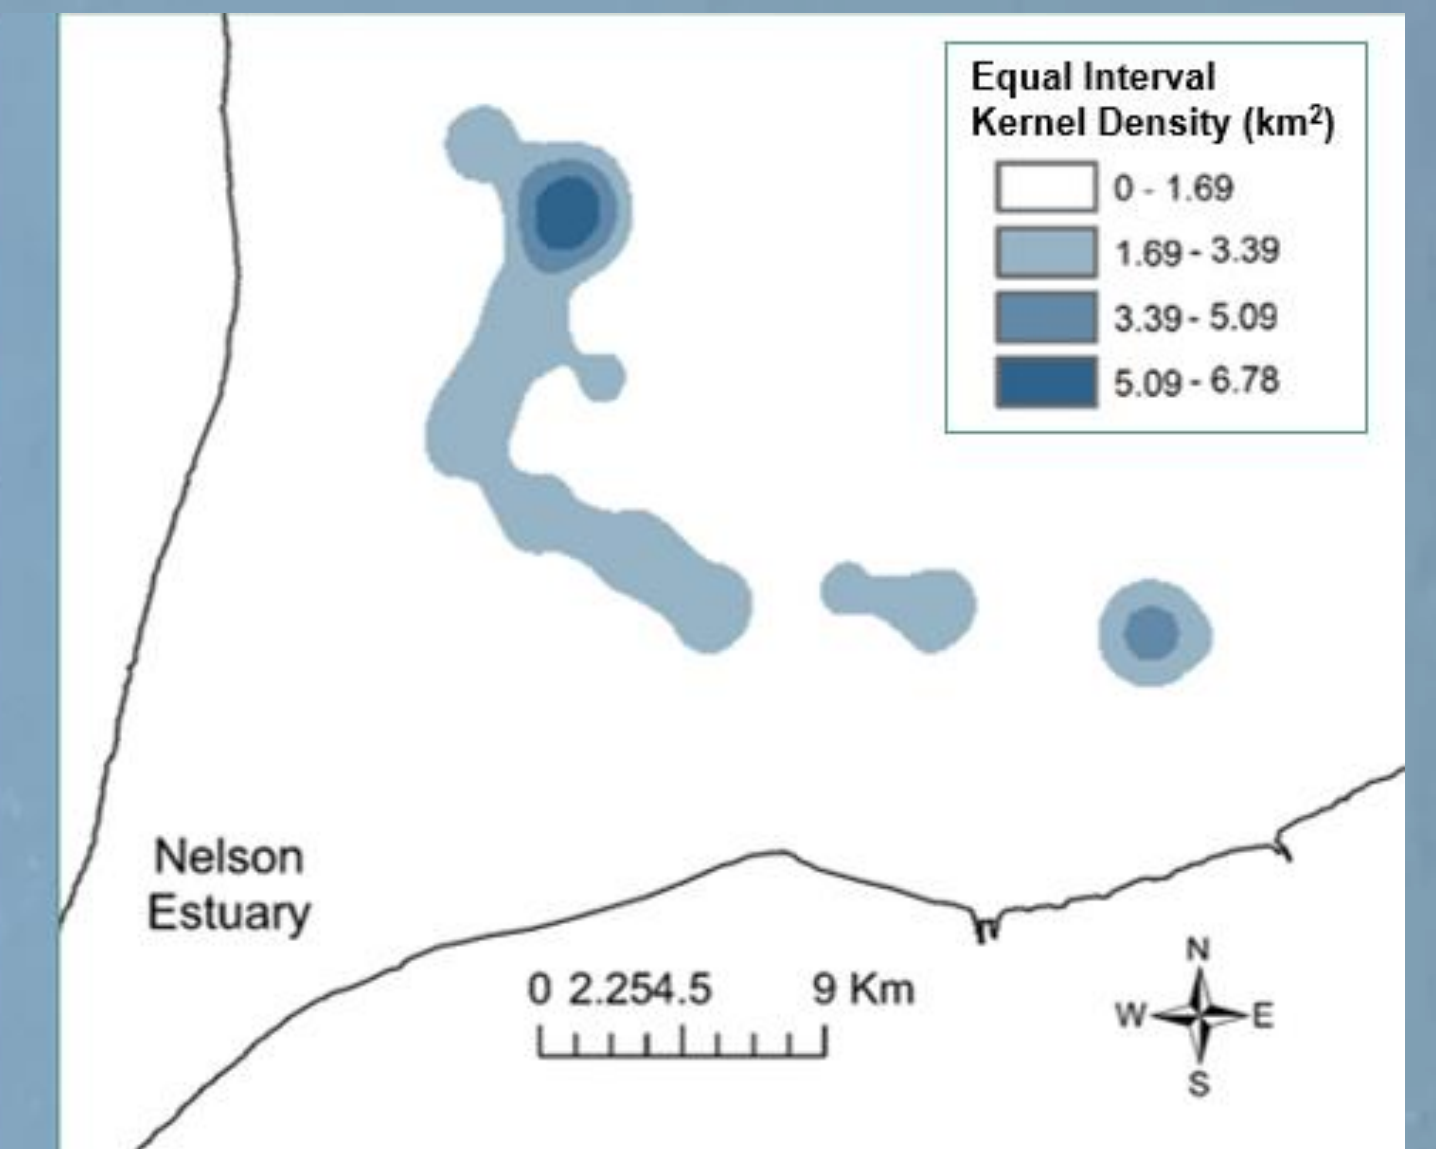 Equal Interval
Kernel Density (km²)
0 - 1.69
1.69 - 3.39
3.39 - 5.09
5.09 - 6.78
Nelson
Estuary
0 2.254.5 9 Km
N
W E
S